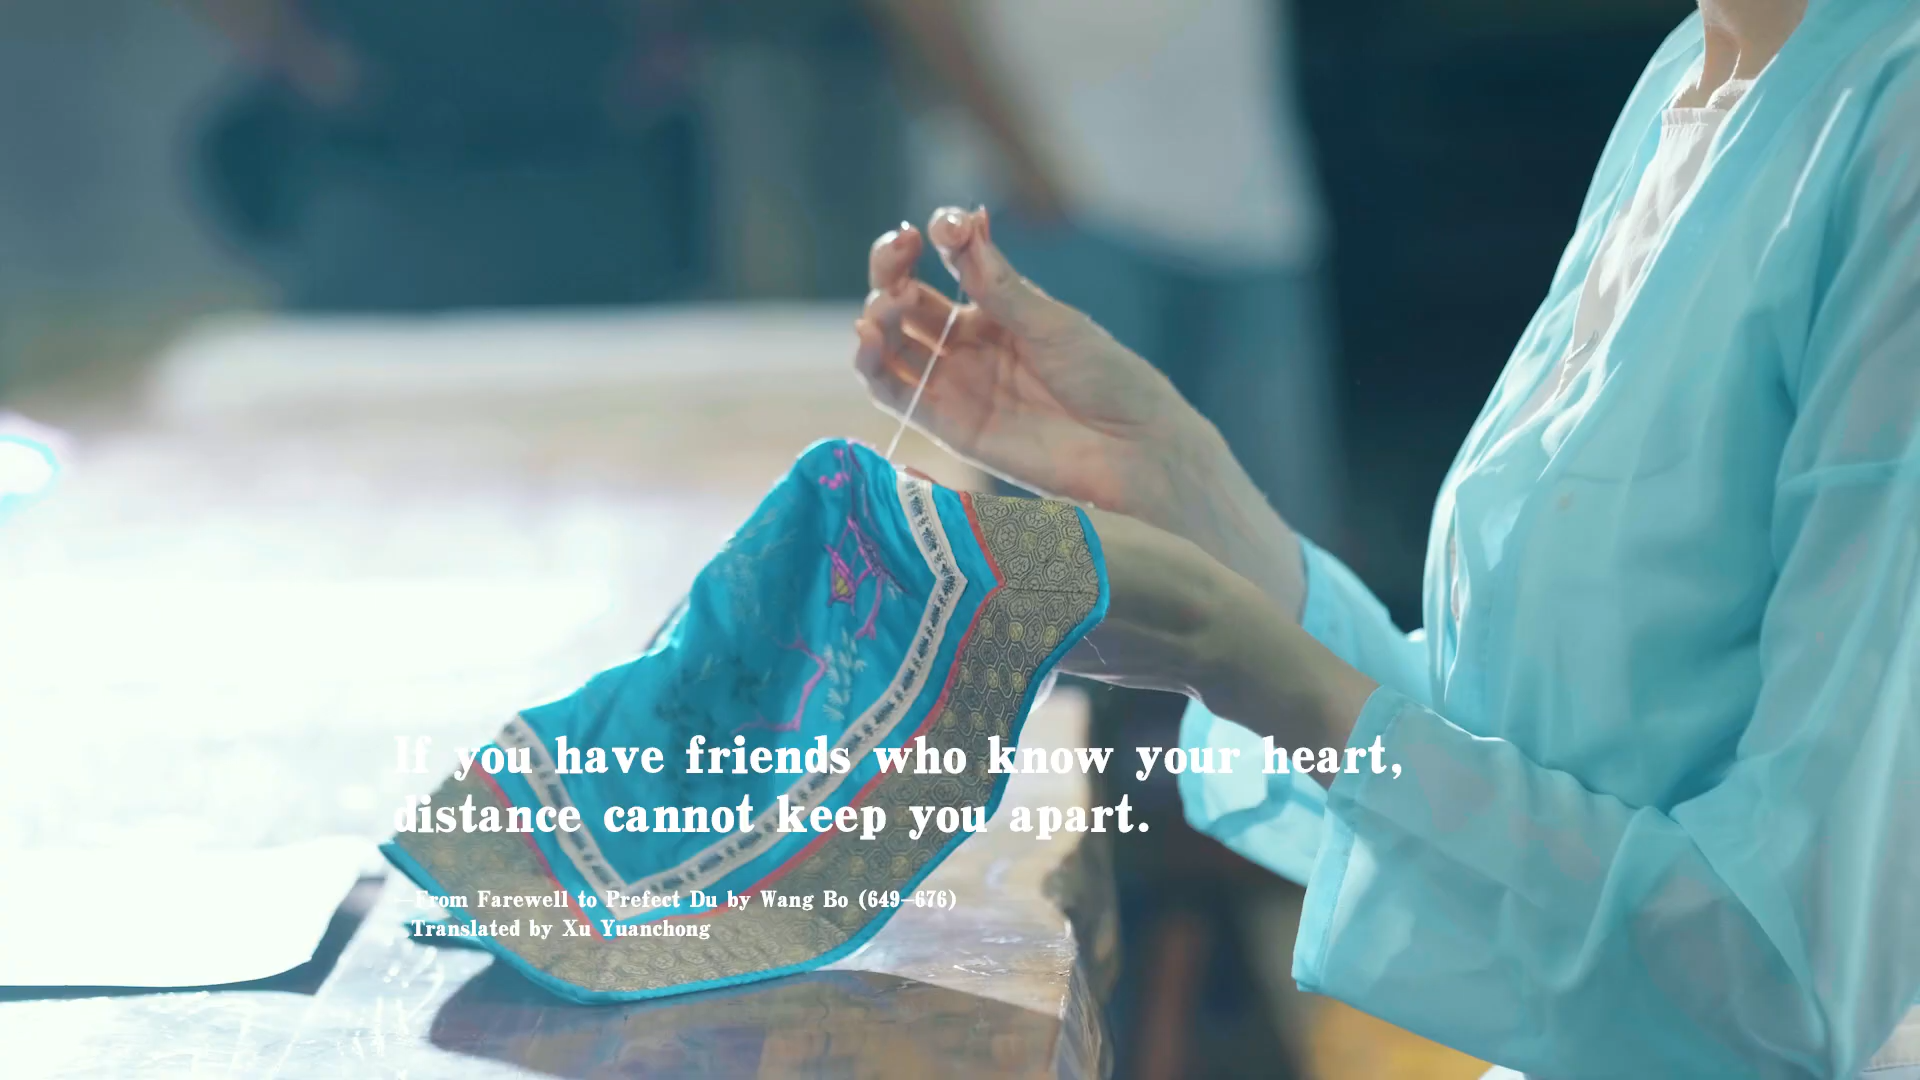 If you have friends who know your heart,
distance cannot keep you apart.
—From Farewell to Prefect Du by Wang Bo (649–676)
Translated by Xu Yuanchong